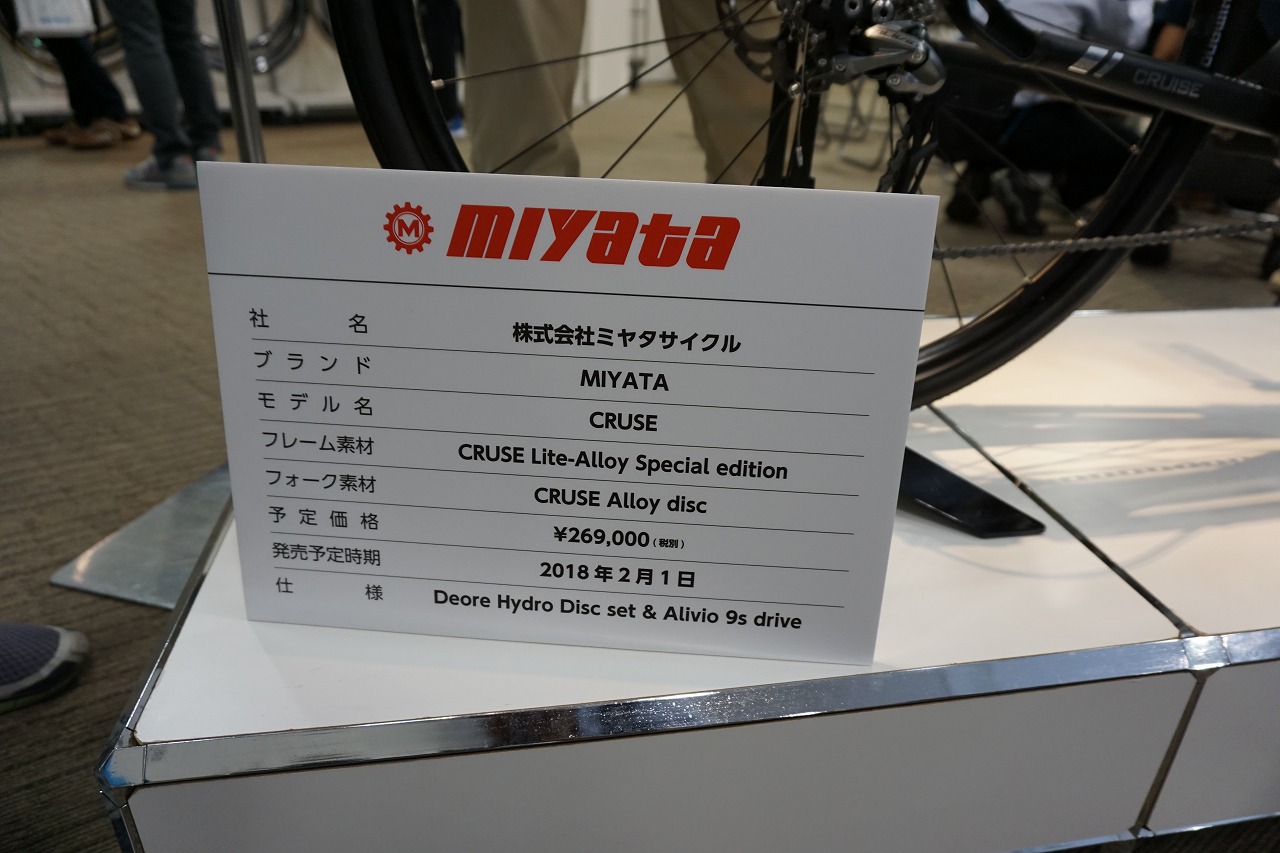 CRUISE
M MIYATA
社名 株式会社ミヤタサイクル
ブランド MIYATA
モデル名 CRUSE
フレーム素材 CRUSE Lite-Alloy Special edition
フォーク素材 CRUSE Alloy disc
予定価格 ¥269,000(税別)
発売予定時期 2018年2月1日
仕様 Deore Hydro Disc set & Alivio 9s drive